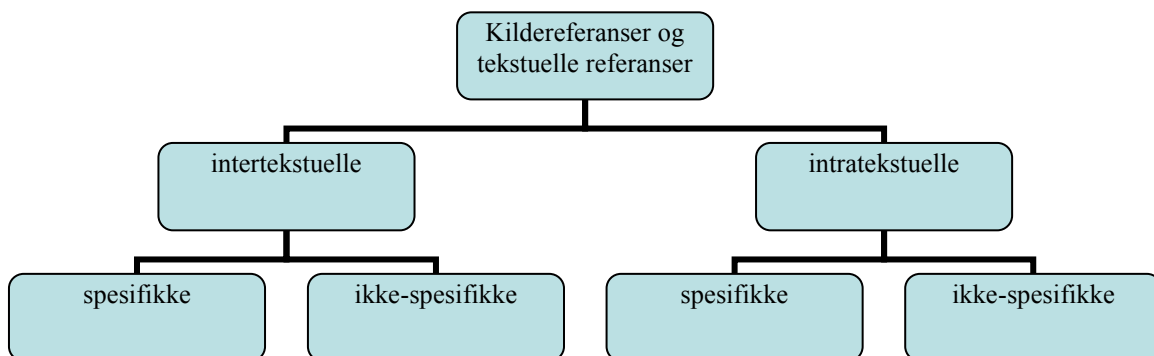 Kildereferanser og
tekstuelle referanser
intertekstuelle
intratekstuelle
spesifikke
ikke-spesifikke
spesifikke
ikke-spesifikke